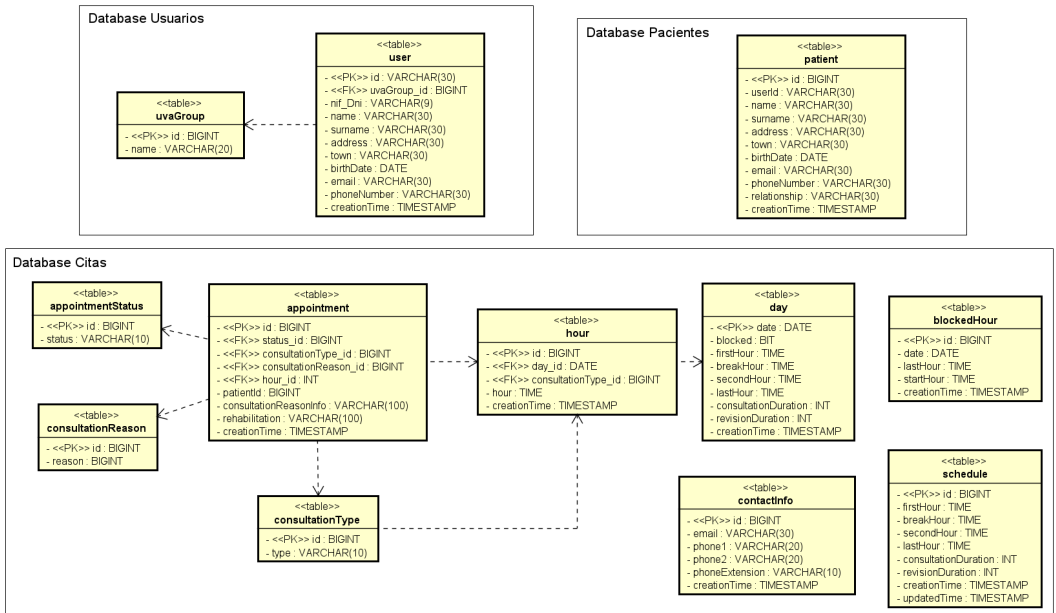 Database Usuarios
<<table>>
uvaGroup
- <<PK>> id : BIGINT
- name : VARCHAR(20)
<<table>>
user
- <<PK>> id : VARCHAR(30)
- <<FK>> uvaGroup_id : BIGINT
- nif_Dni : VARCHAR(9)
- name : VARCHAR(30)
- surname : VARCHAR(30)
- address : VARCHAR(30)
- town : VARCHAR(30)
- birthDate : DATE
- email : VARCHAR(30)
- phoneNumber : VARCHAR(30)
- creationTime : TIMESTAMP
Database Pacientes
<<table>>
patient
- <<PK>> id : BIGINT
- userId : VARCHAR(30)
- name : VARCHAR(30)
- surname : VARCHAR(30)
- address : VARCHAR(30)
- town : VARCHAR(30)
- birthDate : DATE
- email : VARCHAR(30)
- phoneNumber : VARCHAR(30)
- relationship : VARCHAR(30)
- creationTime : TIMESTAMP
Database Citas
<<table>>
appointmentStatus
- <<PK>> id : BIGINT
- status : VARCHAR(10)
<<table>>
consultationReason
- <<PK>> id : BIGINT
- reason : BIGINT
<<table>>
appointment
- <<PK>> id : BIGINT
- <<FK>> status_id : BIGINT
- <<FK>> consultationType_id : BIGINT
- <<FK>> consultationReason_id : BIGINT
- <<FK>> hour_id : INT
- patientId : BIGINT
- consultationReasonInfo : VARCHAR(100)
- rehabilitation : VARCHAR(100)
- creationTime : TIMESTAMP
<<table>>
consultationType
- <<PK>> id : BIGINT
- type : VARCHAR(10)
<<table>>
hour
- <<PK>> id : BIGINT
- <<FK>> day_id : DATE
- <<FK>> consultationType_id : BIGINT
- hour : TIME
- creationTime : TIMESTAMP
<<table>>
day
- <<PK>> date : DATE
- blocked : BIT
- firstHour : TIME
- breakHour : TIME
- secondHour : TIME
- lastHour : TIME
- consultationDuration : INT
- revisionDuration : INT
- creationTime : TIMESTAMP
<<table>>
contactInfo
- <<PK>> id : BIGINT
- email : VARCHAR(30)
- phone1 : VARCHAR(20)
- phone2 : VARCHAR(20)
- phoneExtension : VARCHAR(10)
- creationTime : TIMESTAMP
<<table>>
blockedHour
- <<PK>> id : BIGINT
- date : DATE
- lastHour : TIME
- startHour : TIME
- creationTime : TIMESTAMP
<<table>>
schedule
- <<PK>> id : BIGINT
- firstHour : TIME
- breakHour : TIME
- secondHour : TIME
- lastHour : TIME
- consultationDuration : INT
- revisionDuration : INT
- creationTime : TIMESTAMP
- updatedTime : TIMESTAMP